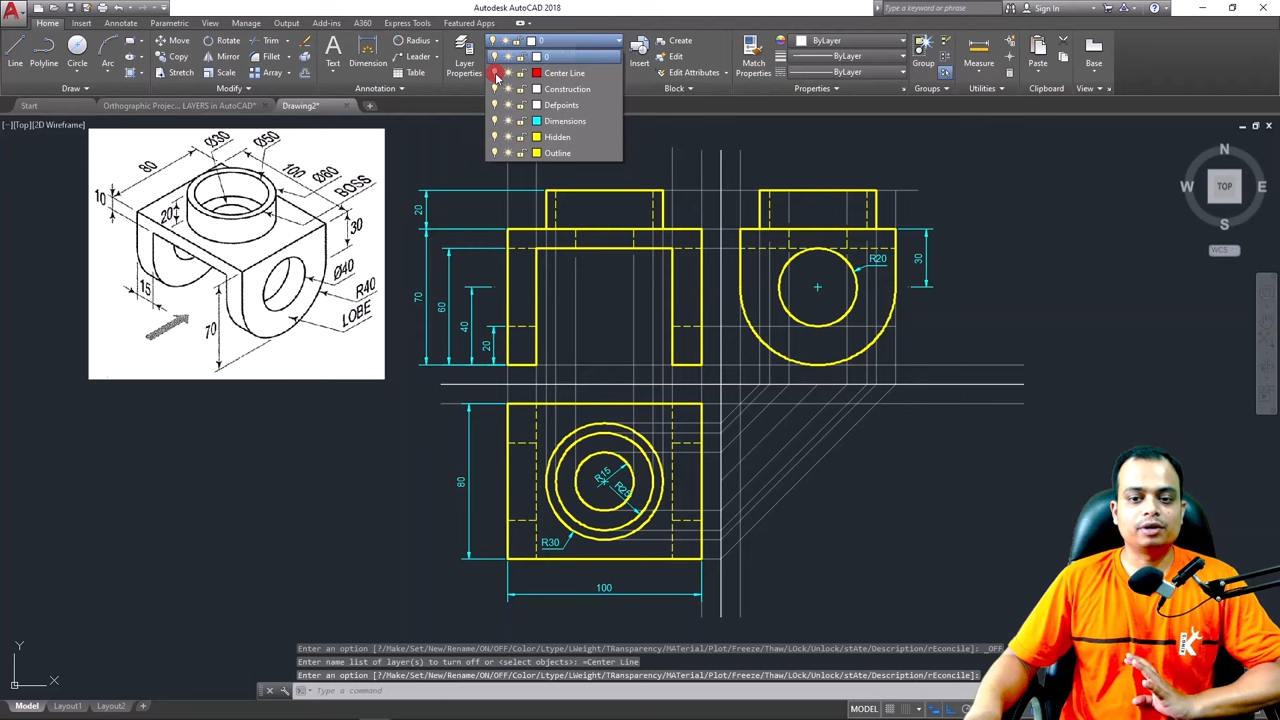 Autodesk AutoCAD 2018
Type a keyword or phrase
Sign In
Home Insert Annotate Parametric View Manage Output Add-ins A360 Express Tools Featured Apps
Line Polyline Circle Arc
Move Rotate Trim
Copy Mirror Fillet
Stretch Scale Array
Text Dimension
Radius
Leader
Table
Layer
Properties
0
Insert
Create
Edit
Edit Attributes
Match
Properties
ByLayer
ByLayer
ByLayer
Group
Utilities
Paste
Base
Draw
Modify
Annotation
Block
Properties
Groups
Utilities
Clipboard
View
0
Center Line
Construction
Defpoints
Dimensions
Hidden
Outline
Start
Orthographic Projec... LAYERS in AutoCAD*
Drawing2*
[−][Top][2D Wireframe]
N
W
TOP
E
S
WCS
Ø30
Ø50
80
100
Ø60
BOSS
10
20
30
Ø40
15
R40
LOBE
70
20
70
60
40
20
R20
30
80
R15
R25
R30
100
Y
X
Enter an option [?/Make/Set/New/Rename/ON/OFF/Color/Ltype/LWeight/TRansparency/MATerial/Plot/Freeze/Thaw/LOck/Unlock/stAte/Description/rEconcile]: _OFF
Enter name list of layer(s) to turn off or <select objects>: =Center Line
Enter an option [?/Make/Set/New/Rename/ON/OFF/Color/Ltype/LWeight/TRansparency/MATerial/Plot/Freeze/Thaw/LOck/Unlock/stAte/Description/rEconcile]:
Type a command
Model Layout1 Layout2
MODEL